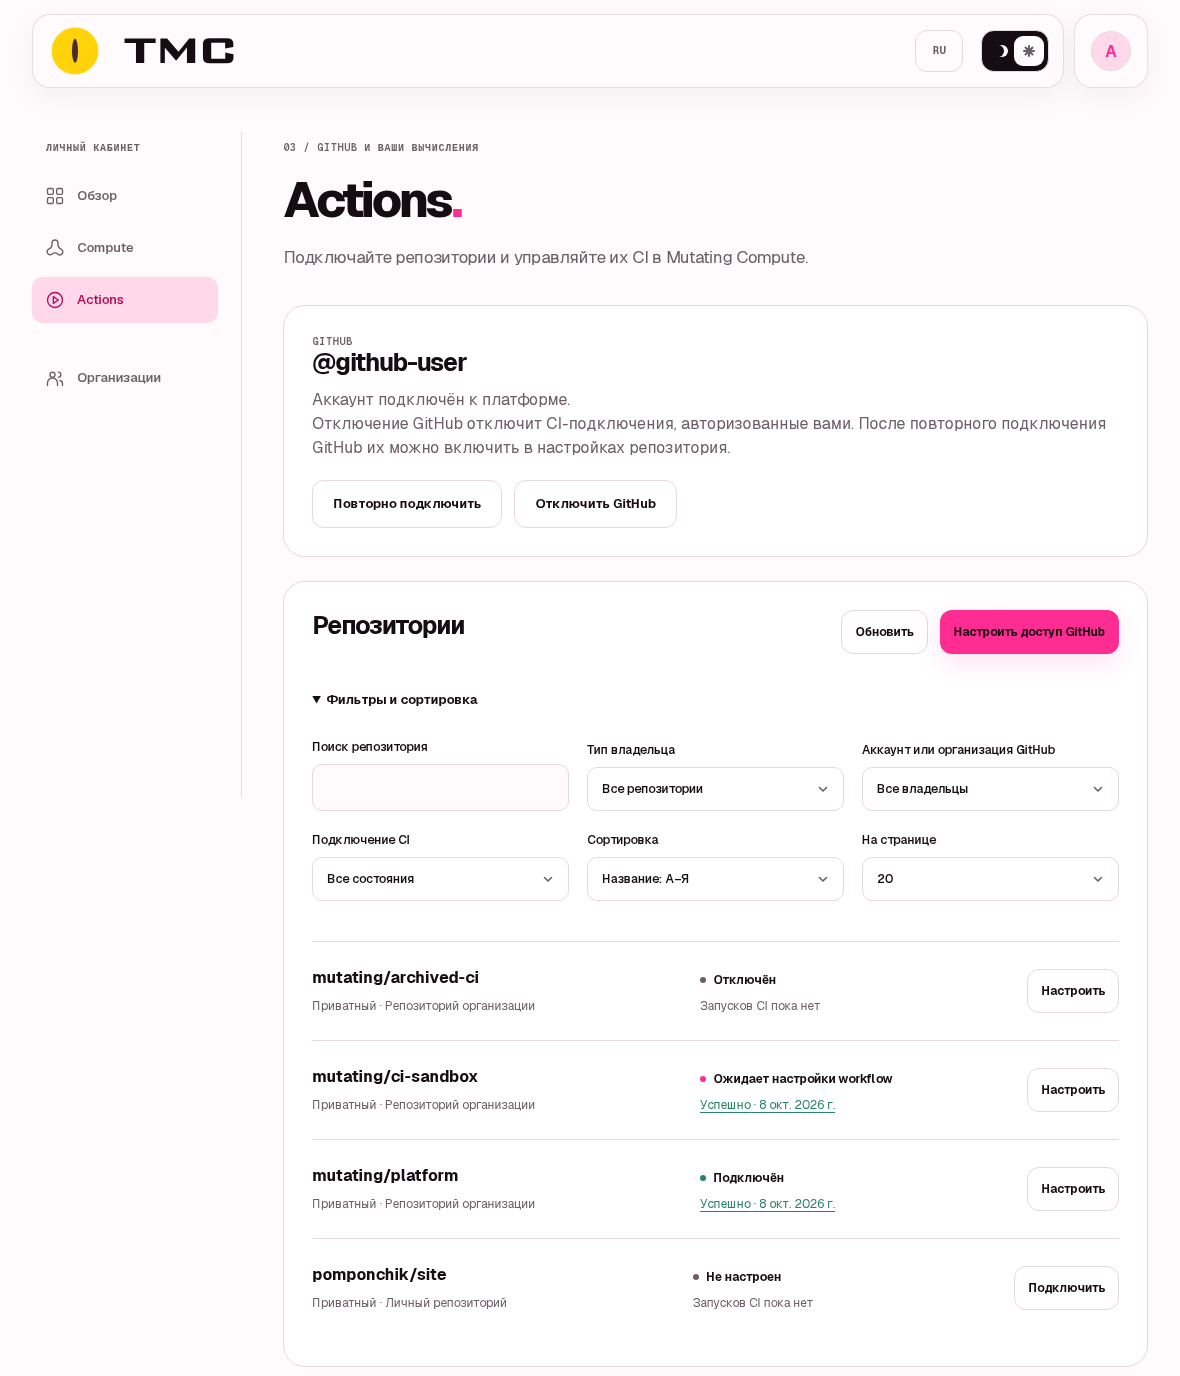 TMC
RU
A
ЛИЧНЫЙ КАБИНЕТ
Обзор
Compute
Actions
Организации
03 / GITHUB И ВАШИ ВЫЧИСЛЕНИЯ
Actions.
Подключайте репозитории и управляйте их CI в Mutating Compute.
GITHUB
@github-user
Аккаунт подключён к платформе.
Отключение GitHub отключит CI-подключения, авторизованные вами. После повторного подключения
GitHub их можно включить в настройках репозитория.
Повторно подключить
Отключить GitHub
Репозитории
Обновить
Настроить доступ GitHub
Фильтры и сортировка
Поиск репозитория
Тип владельца
Аккаунт или организация GitHub
Все репозитории
Все владельцы
Подключение CI
Сортировка
На странице
Все состояния
Название: А–Я
20
mutating/archived-ci
Отключён
Приватный · Репозиторий организации
Запусков CI пока нет
Настроить
mutating/ci-sandbox
Ожидает настройки workflow
Приватный · Репозиторий организации
Успешно · 8 окт. 2026 г.
Настроить
mutating/platform
Подключён
Приватный · Репозиторий организации
Успешно · 8 окт. 2026 г.
Настроить
pomponchik/site
Не настроен
Приватный · Личный репозиторий
Запусков CI пока нет
Подключить